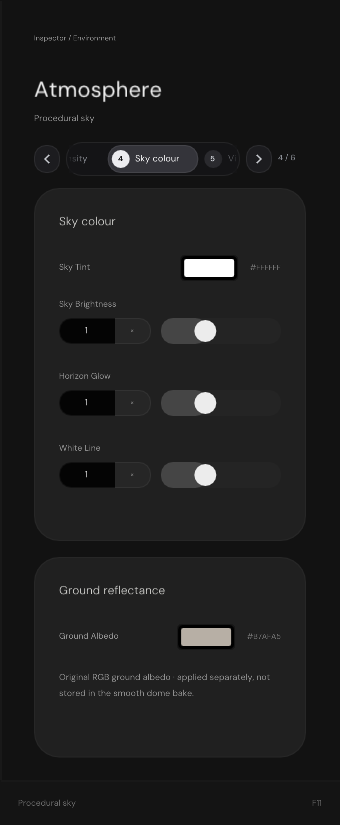 Inspector / Environment
Atmosphere
Procedural sky
4 Sky colour 5 4 / 6
Sky colour
Sky Tint #FFFFFF
Sky Brightness
1
Horizon Glow
1
White Line
1
Ground reflectance
Ground Albedo #B7AFA5
Original RGB ground albedo · applied separately, not
stored in the smooth dome bake.
Procedural sky F11